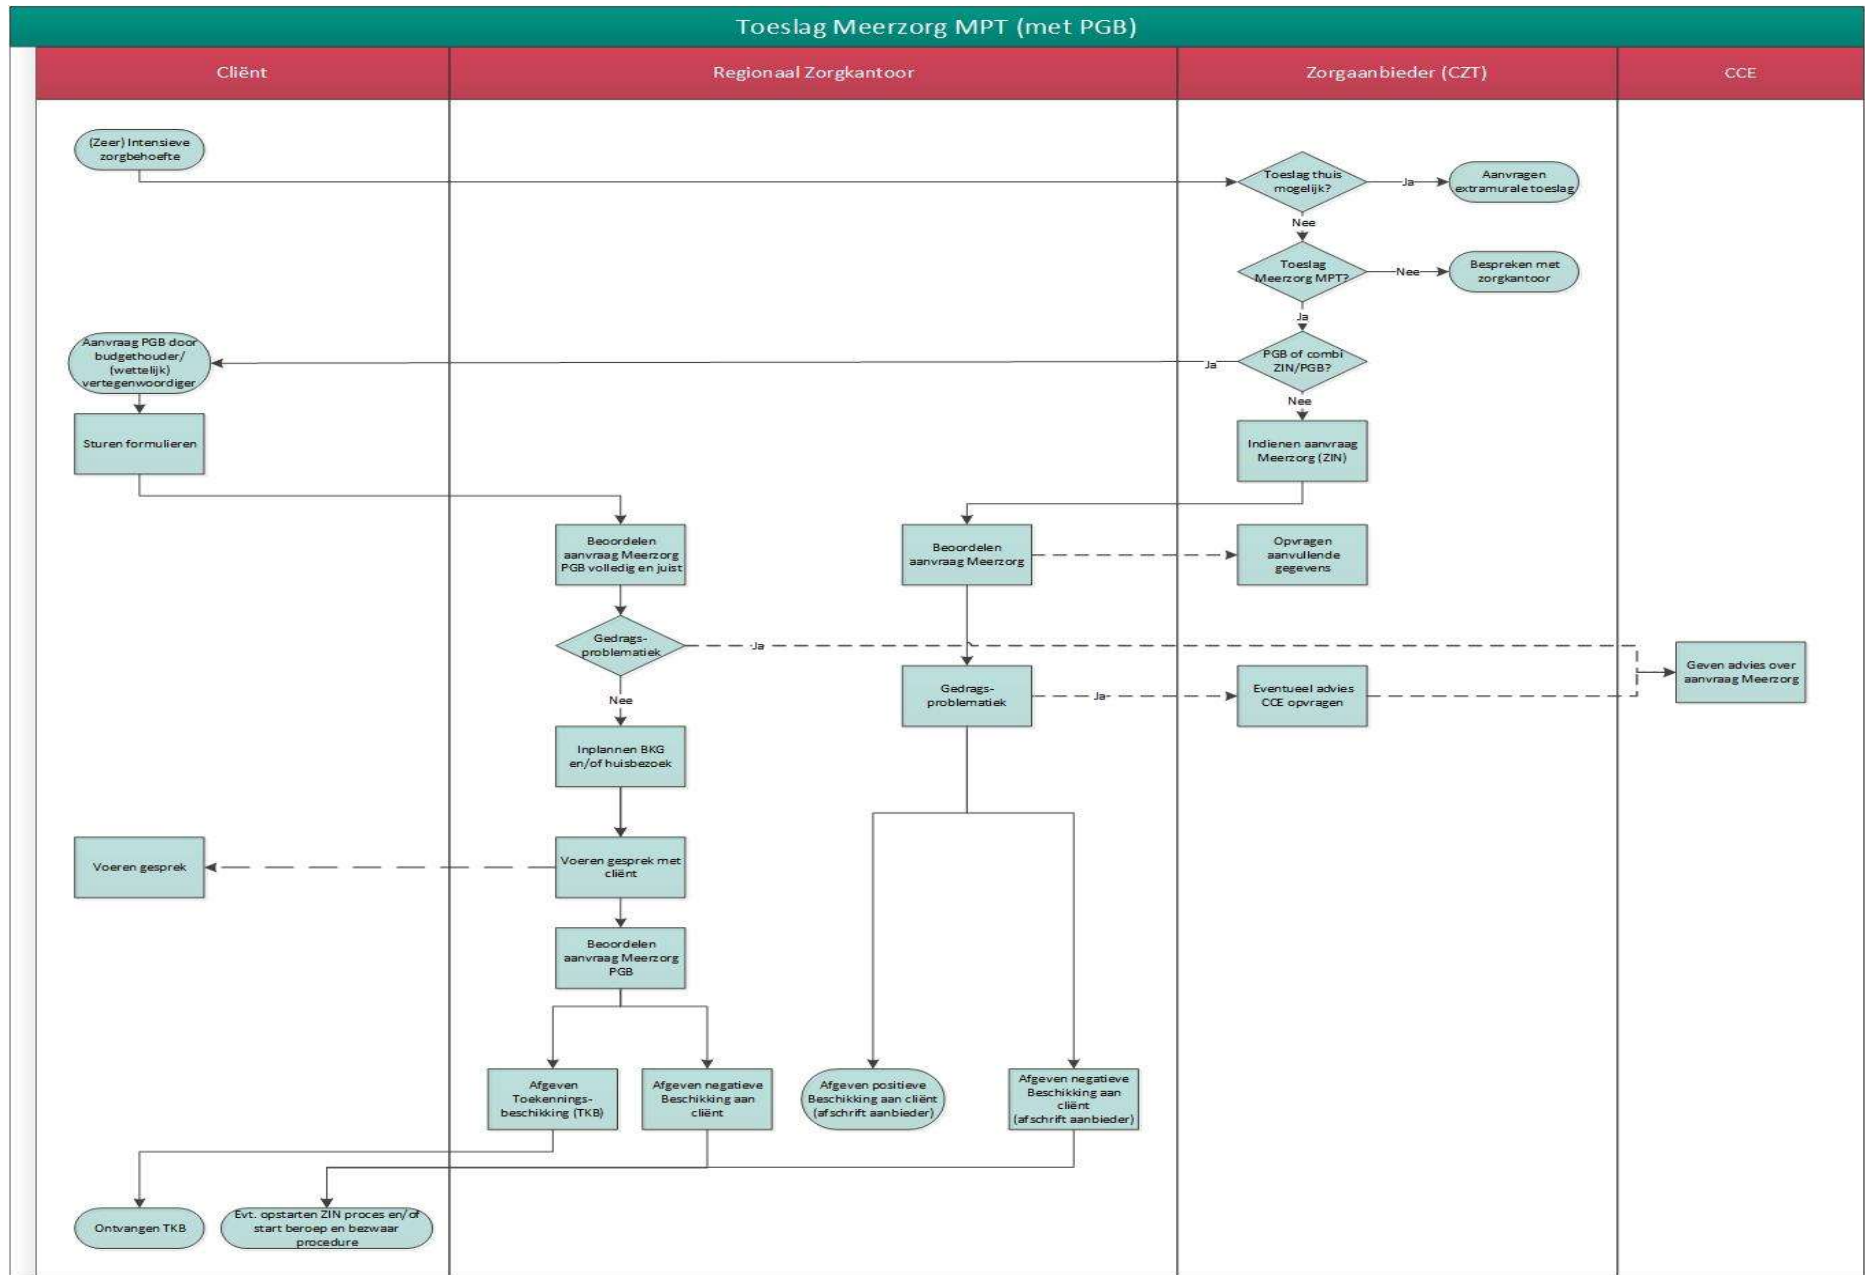 Toeslag Meerzorg MPT (met PGB)
Cliënt
Regionaal Zorgkantoor
Zorgaanbieder (CZT)
CCE
(Zeer) Intensieve
zorgbehoefte
Toeslag thuis
mogelijk?
Ja
Aanvragen
extramurale toeslag
Nee
Toeslag
Meerzorg MPT?
Nee
Bespreken met
zorgkantoor
Ja
Aanvraag PGB door
budgethouder/
(wettelijk)
vertegenwoordiger
Ja
PGB of combi
ZIN/PGB?
Nee
Sturen formulieren
Indienen aanvraag
Meerzorg (ZIN)
Beoordelen
aanvraag Meerzorg
PGB volledig en juist
Beoordelen
aanvraag Meerzorg
Opvragen
aanvullende
gegevens
Gedrags-
problematiek
Ja
Geven advies over
aanvraag Meerzorg
Nee
Gedrags-
problematiek
Ja
Eventueel advies
CCE opvragen
Inplannen BKG
en/of huisbezoek
Voeren gesprek
Voeren gesprek met
cliënt
Beoordelen
aanvraag Meerzorg
PGB
Afgeven
Toekennings-
beschikking (TKB)
Afgeven negatieve
Beschikking aan
cliënt
Afgeven positieve
Beschikking aan cliënt
(afschrift aanbieder)
Afgeven negatieve
Beschikking aan
cliënt
(afschrift aanbieder)
Ontvangen TKB
Evt. opstarten ZIN proces en/of
start beroep en bezwaar
procedure